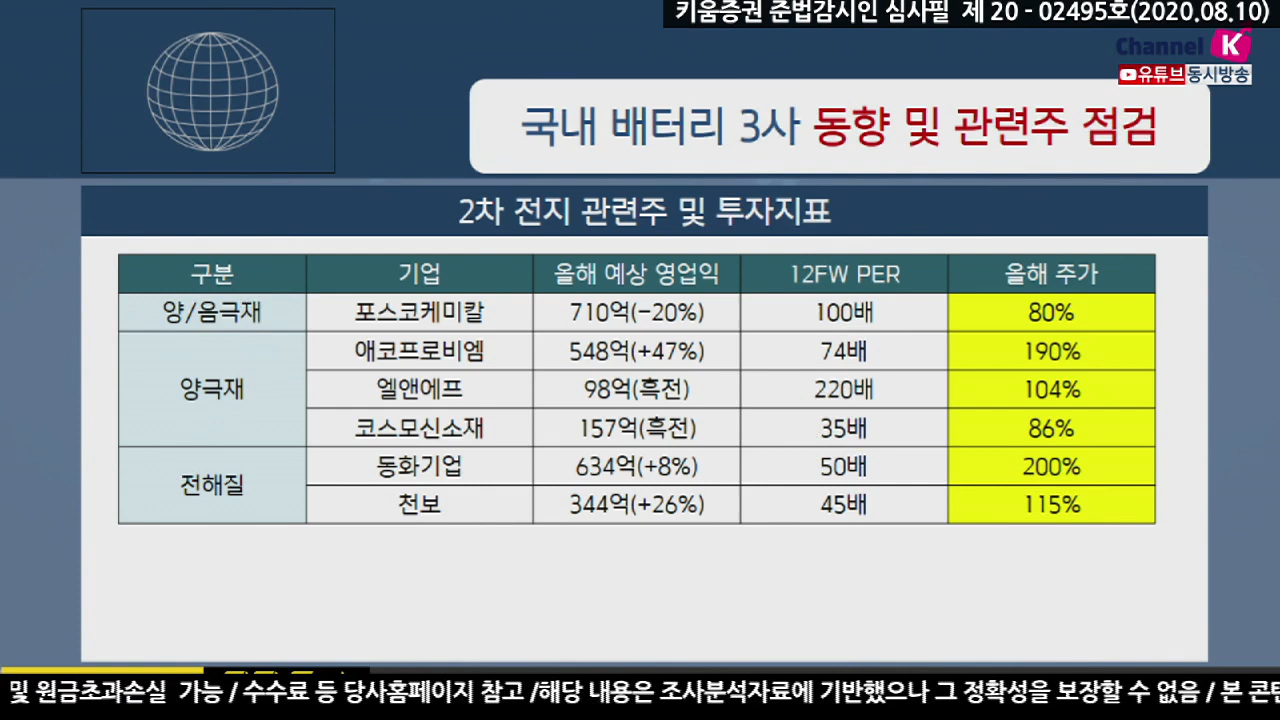 키움증권 준법감시인 심사필 제 20 - 02495호(2020.08.10)
Channel K
유튜브동시방송
국내 배터리 3사 동향 및 관련주 점검
2차 전지 관련주 및 투자지표
구분 기업 올해 예상 영업익 12FW PER 올해 주가
양/음극재 포스코케미칼 710억(-20%) 100배 80%
양극재 애코프로비엠 548억(+47%) 74배 190%
엘앤에프 98억(흑전) 220배 104%
코스모신소재 157억(흑전) 35배 86%
전해질 동화기업 634억(+8%) 50배 200%
천보 344억(+26%) 45배 115%
및 원금초과손실 가능 / 수수료 등 당사홈페이지 참고 /해당 내용은 조사분석자료에 기반했으나 그 정확성을 보장할 수 없음 / 본 콘텐